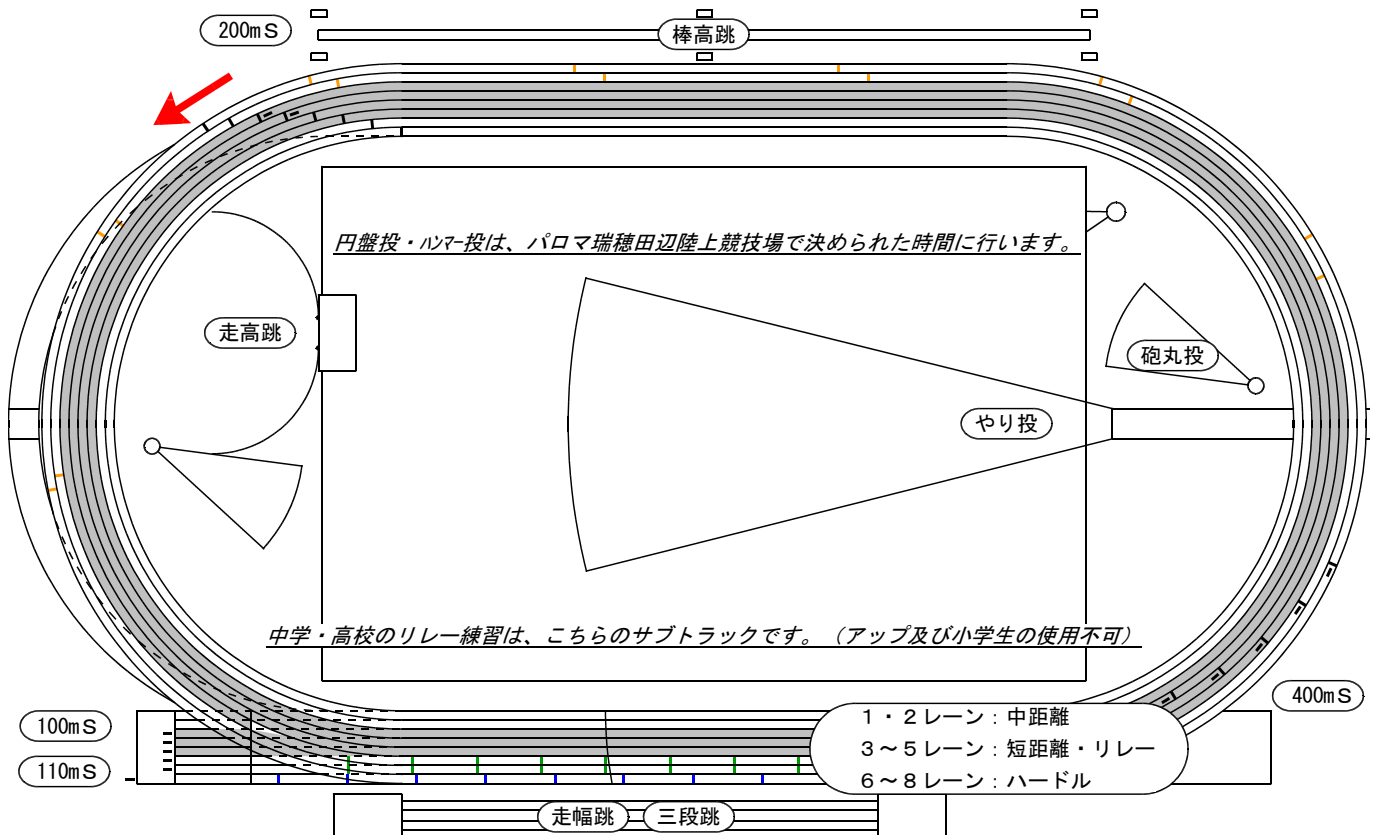 200mS
棒高跳
円盤投・ﾊﾝﾏｰ投は、パロマ瑞穂田辺陸上競技場で決められた時間に行います。
走高跳
砲丸投
やり投
中学・高校のリレー練習は、こちらのサブトラックです。（アップ及び小学生の使用不可）
400mS
100mS
110mS
1・2レーン：中距離
3～5レーン：短距離・リレー
6～8レーン：ハードル
走幅跳 三段跳